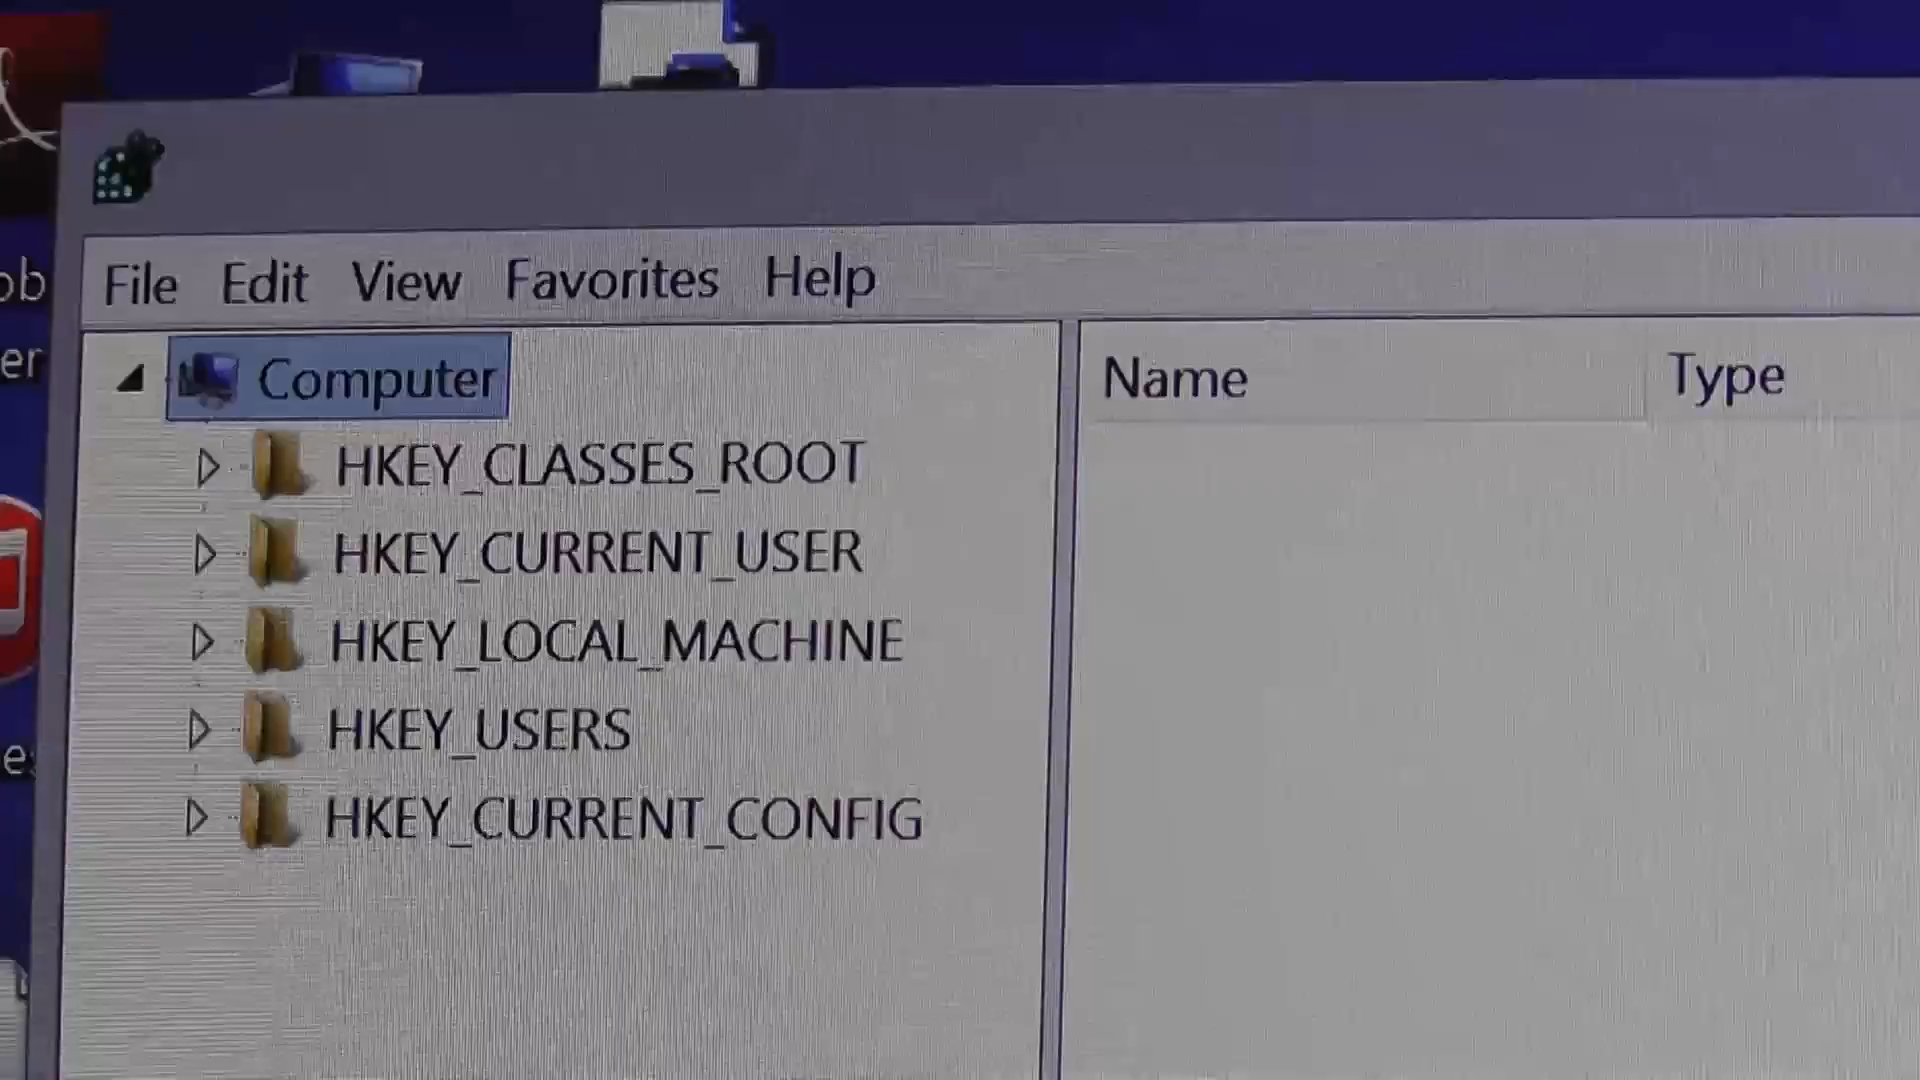 File Edit View Favorites Help
Computer
HKEY_CLASSES_ROOT
HKEY_CURRENT_USER
HKEY_LOCAL_MACHINE
HKEY_USERS
HKEY_CURRENT_CONFIG
Name Type